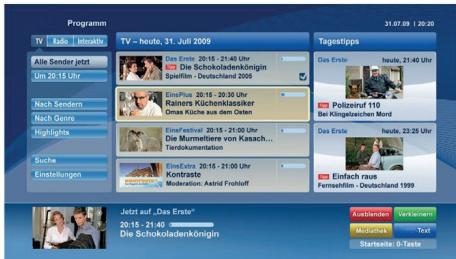 Programm
31.07.09 | 20:20
TV Radio Interaktiv
Alle Sender jetzt
Um 20:15 Uhr
Nach Sendern
Nach Genre
Highlights
Suche
Einstellungen
TV – heute, 31. Juli 2009
Das Erste 20:15 - 21:40 Uhr
Tipp Die Schokoladenkönigin
Spielfilm - Deutschland 2005
EinsPlus 20:15 - 20:30 Uhr
Rainers Küchenklassiker
Omas Küche aus dem Osten
EinsFestival 20:15 - 21:00 Uhr
Die Murmeltiere von Kasach...
Tierdokumentation
EinsExtra 20:15 - 21:00 Uhr
Kontraste
Moderation: Astrid Frohloff
Tagestipps
Das Erste heute, 21:40 Uhr
Tipp Polizeiruf 110
Bei Klingelzeichen Mord
Das Erste heute, 23:25 Uhr
Tipp Einfach raus
Fernsehfilm - Deutschland 1999
Jetzt auf „Das Erste“
20:15 - 21:40
Die Schokoladenkönigin
Ausblenden Verkleinern
Mediathek Text
Startseite: 0-Taste